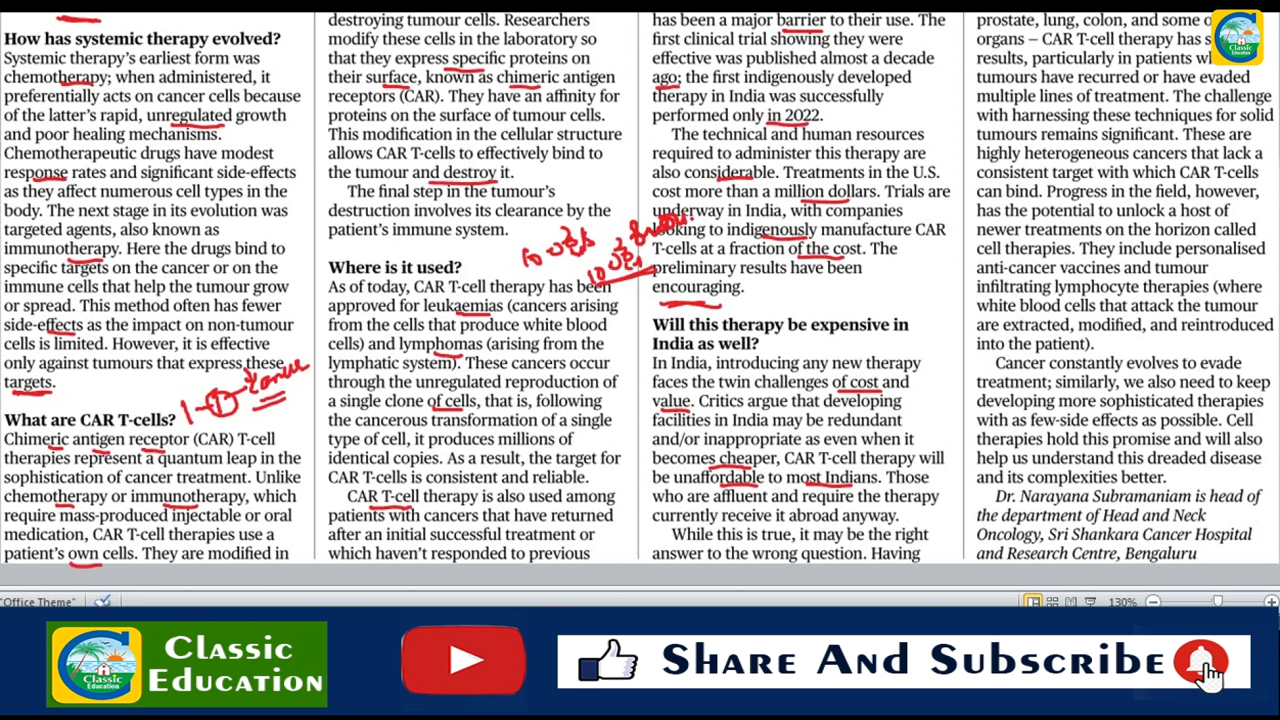 How has systemic therapy evolved?
Systemic therapy’s earliest form was
chemotherapy; when administered, it
preferentially acts on cancer cells because
of the latter’s rapid, unregulated growth
and poor healing mechanisms.
Chemotherapeutic drugs have modest
response rates and significant side-effects
as they affect numerous cell types in the
body. The next stage in its evolution was
targeted agents, also known as
immunotherapy. Here the drugs bind to
specific targets on the cancer or on the
immune cells that help the tumour grow
or spread. This method often has fewer
side-effects as the impact on non-tumour
cells is limited. However, it is effective
only against tumours that express these
targets.
What are CAR T-cells?
Chimeric antigen receptor (CAR) T-cell
therapies represent a quantum leap in the
sophistication of cancer treatment. Unlike
chemotherapy or immunotherapy, which
require mass-produced injectable or oral
medication, CAR T-cell therapies use a
patient’s own cells. They are modified in
destroying tumour cells. Researchers
modify these cells in the laboratory so
that they express specific proteins on
their surface, known as chimeric antigen
receptors (CAR). They have an affinity for
proteins on the surface of tumour cells.
This modification in the cellular structure
allows CAR T-cells to effectively bind to
the tumour and destroy it.
The final step in the tumour’s
destruction involves its clearance by the
patient’s immune system.
Where is it used?
As of today, CAR T-cell therapy has been
approved for leukaemias (cancers arising
from the cells that produce white blood
cells) and lymphomas (arising from the
lymphatic system). These cancers occur
through the unregulated reproduction of
a single clone of cells, that is, following
the cancerous transformation of a single
type of cell, it produces millions of
identical copies. As a result, the target for
CAR T-cells is consistent and reliable.
CAR T-cell therapy is also used among
patients with cancers that have returned
after an initial successful treatment or
which haven’t responded to previous
has been a major barrier to their use. The
first clinical trial showing they were
effective was published almost a decade
ago; the first indigenously developed
therapy in India was successfully
performed only in 2022.
The technical and human resources
required to administer this therapy are
also considerable. Treatments in the U.S.
cost more than a million dollars. Trials are
underway in India, with companies
looking to indigenously manufacture CAR
T-cells at a fraction of the cost. The
preliminary results have been
encouraging.
Will this therapy be expensive in
India as well?
In India, introducing any new therapy
faces the twin challenges of cost and
value. Critics argue that developing
facilities in India may be redundant
and/or inappropriate as even when it
becomes cheaper, CAR T-cell therapy will
be unaffordable to most Indians. Those
who are affluent and require the therapy
currently receive it abroad anyway.
While this is true, it may be the right
answer to the wrong question. Having
prostate, lung, colon, and some o
organs – CAR T-cell therapy has s
results, particularly in patients w
tumours have recurred or have evaded
multiple lines of treatment. The challenge
with harnessing these techniques for solid
tumours remains significant. These are
highly heterogeneous cancers that lack a
consistent target with which CAR T-cells
can bind. Progress in the field, however,
has the potential to unlock a host of
newer treatments on the horizon called
cell therapies. They include personalised
anti-cancer vaccines and tumour
infiltrating lymphocyte therapies (where
white blood cells that attack the tumour
are extracted, modified, and reintroduced
into the patient).
Cancer constantly evolves to evade
treatment; similarly, we also need to keep
developing more sophisticated therapies
with as few-side effects as possible. Cell
therapies hold this promise and will also
help us understand this dreaded disease
and its complexities better.
Dr. Narayana Subramaniam is head of
the department of Head and Neck
Oncology, Sri Shankara Cancer Hospital
and Research Centre, Bengaluru
Classic
Education
"Office Theme"
130%
Classic
Education
Classic
Education
Share And Subscribe